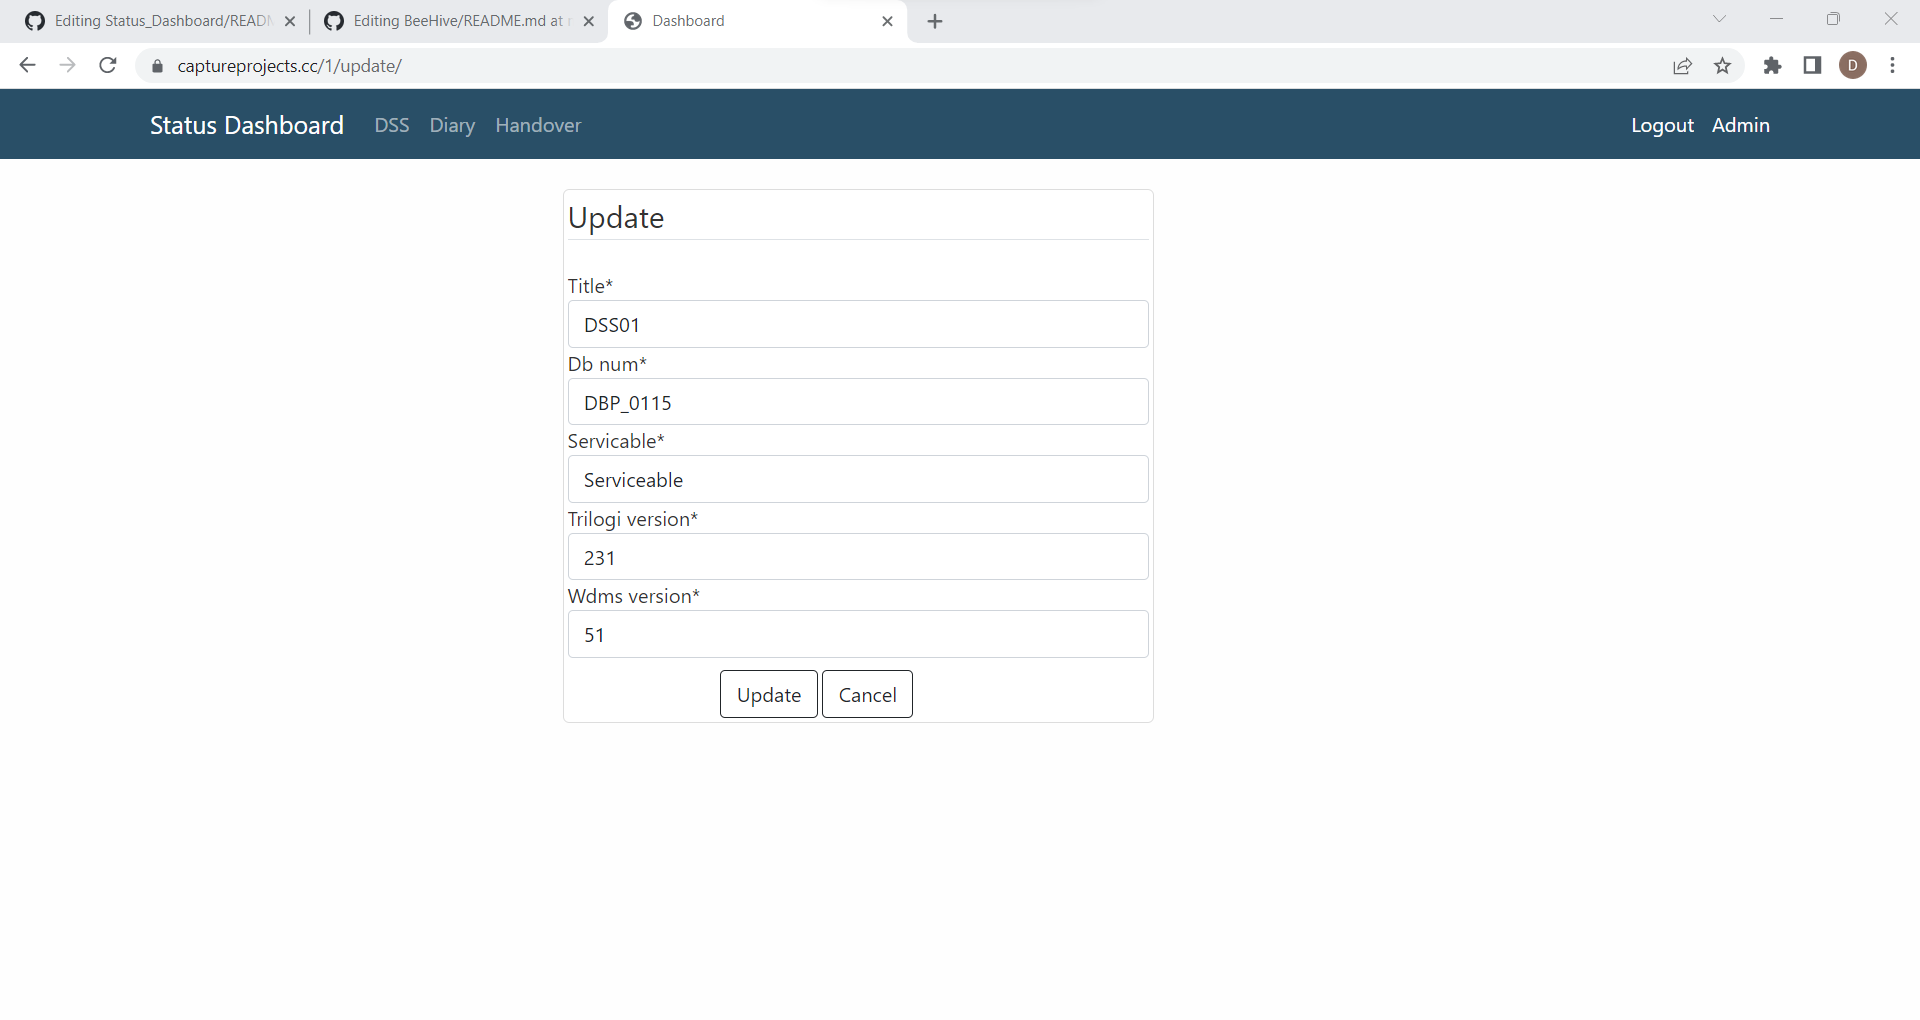 Editing Status_Dashboard/READM
Editing BeeHive/README.md at
Dashboard
captureprojects.cc/1/update/
D
Status Dashboard DSS Diary Handover Logout Admin
Update
Title*
DSS01
Db num*
DBP_0115
Servicable*
Serviceable
Trilogi version*
231
Wdms version*
51
Update Cancel